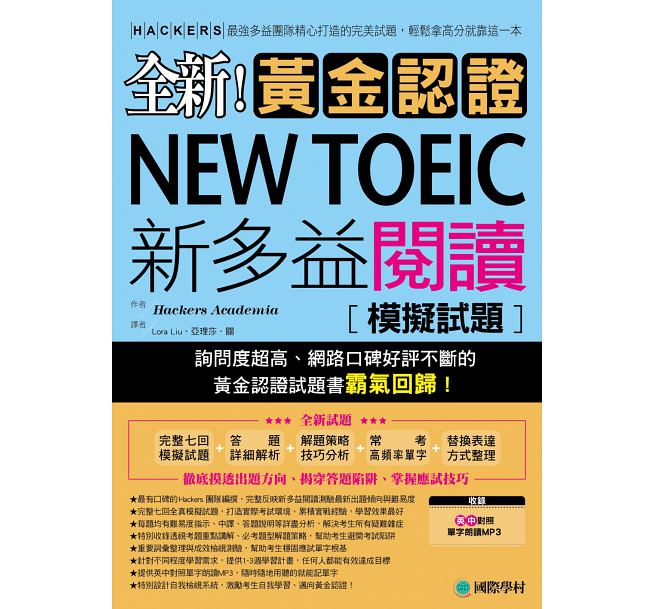 HACKERS 最強多益團隊精心打造的完美試題，輕鬆拿高分就靠這一本
全新！黃金認證
NEW TOEIC
新多益閱讀
作者 Hackers Academia
譯者 Lora Liu、亞理莎．關
［模擬試題］
詢問度超高、網路口碑好評不斷的
黃金認證試題書霸氣回歸！
★★★ 全新試題 ★★★
完整七回模擬試題 + 答題詳細解析 + 解題策略技巧分析 + 常考高頻率單字 + 替換表達方式整理
徹底摸透出題方向、揭穿答題陷阱、掌握應試技巧
★最有口碑的Hackers 團隊編撰，完整反映新多益閱讀測驗最新出題傾向與難易度
★完整七回全真模擬試題，打造實際考試環境、累積實戰經驗，學習效果最好
★每題均有難易度指示、中譯、答題說明等詳盡分析，解決考生所有疑難雜症
★特別收錄透視考題重點講解、必考題型解題策略，幫助考生避開考試陷阱
★重要詞彙整理與成效檢視測驗，幫助考生穩固應試單字根基
★針對不同程度學習需求，提供1-3週學習計畫，任何人都能有效達成目標
★提供英中對照單字朗讀MP3，隨時隨地用聽的就能記單字
★特別設計自我檢視系統，激勵考生自我學習、邁向黃金認證！
收錄
英中對照
單字朗讀MP3
國際學村